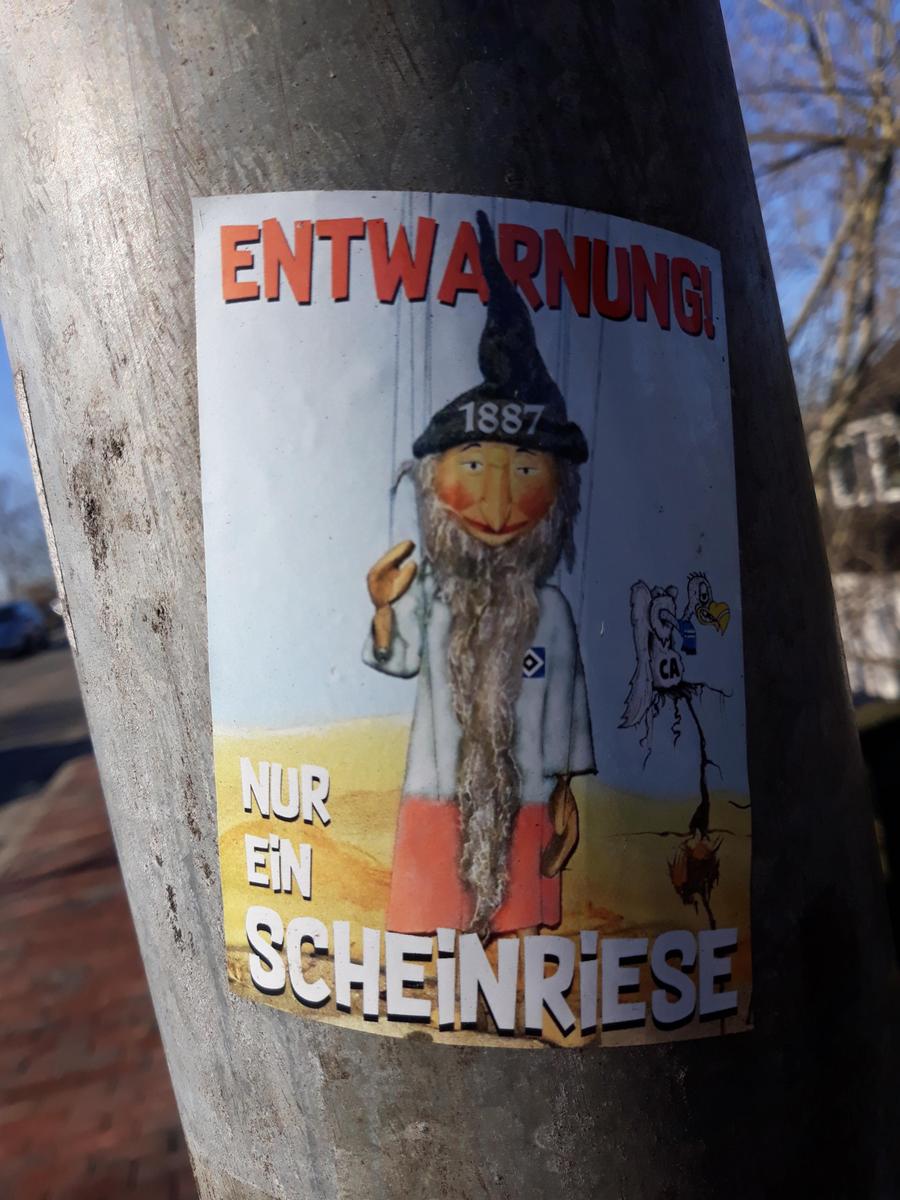 ENTWARNUNG!
1887
CA
NUR
EiN
SCHEiNRiESE